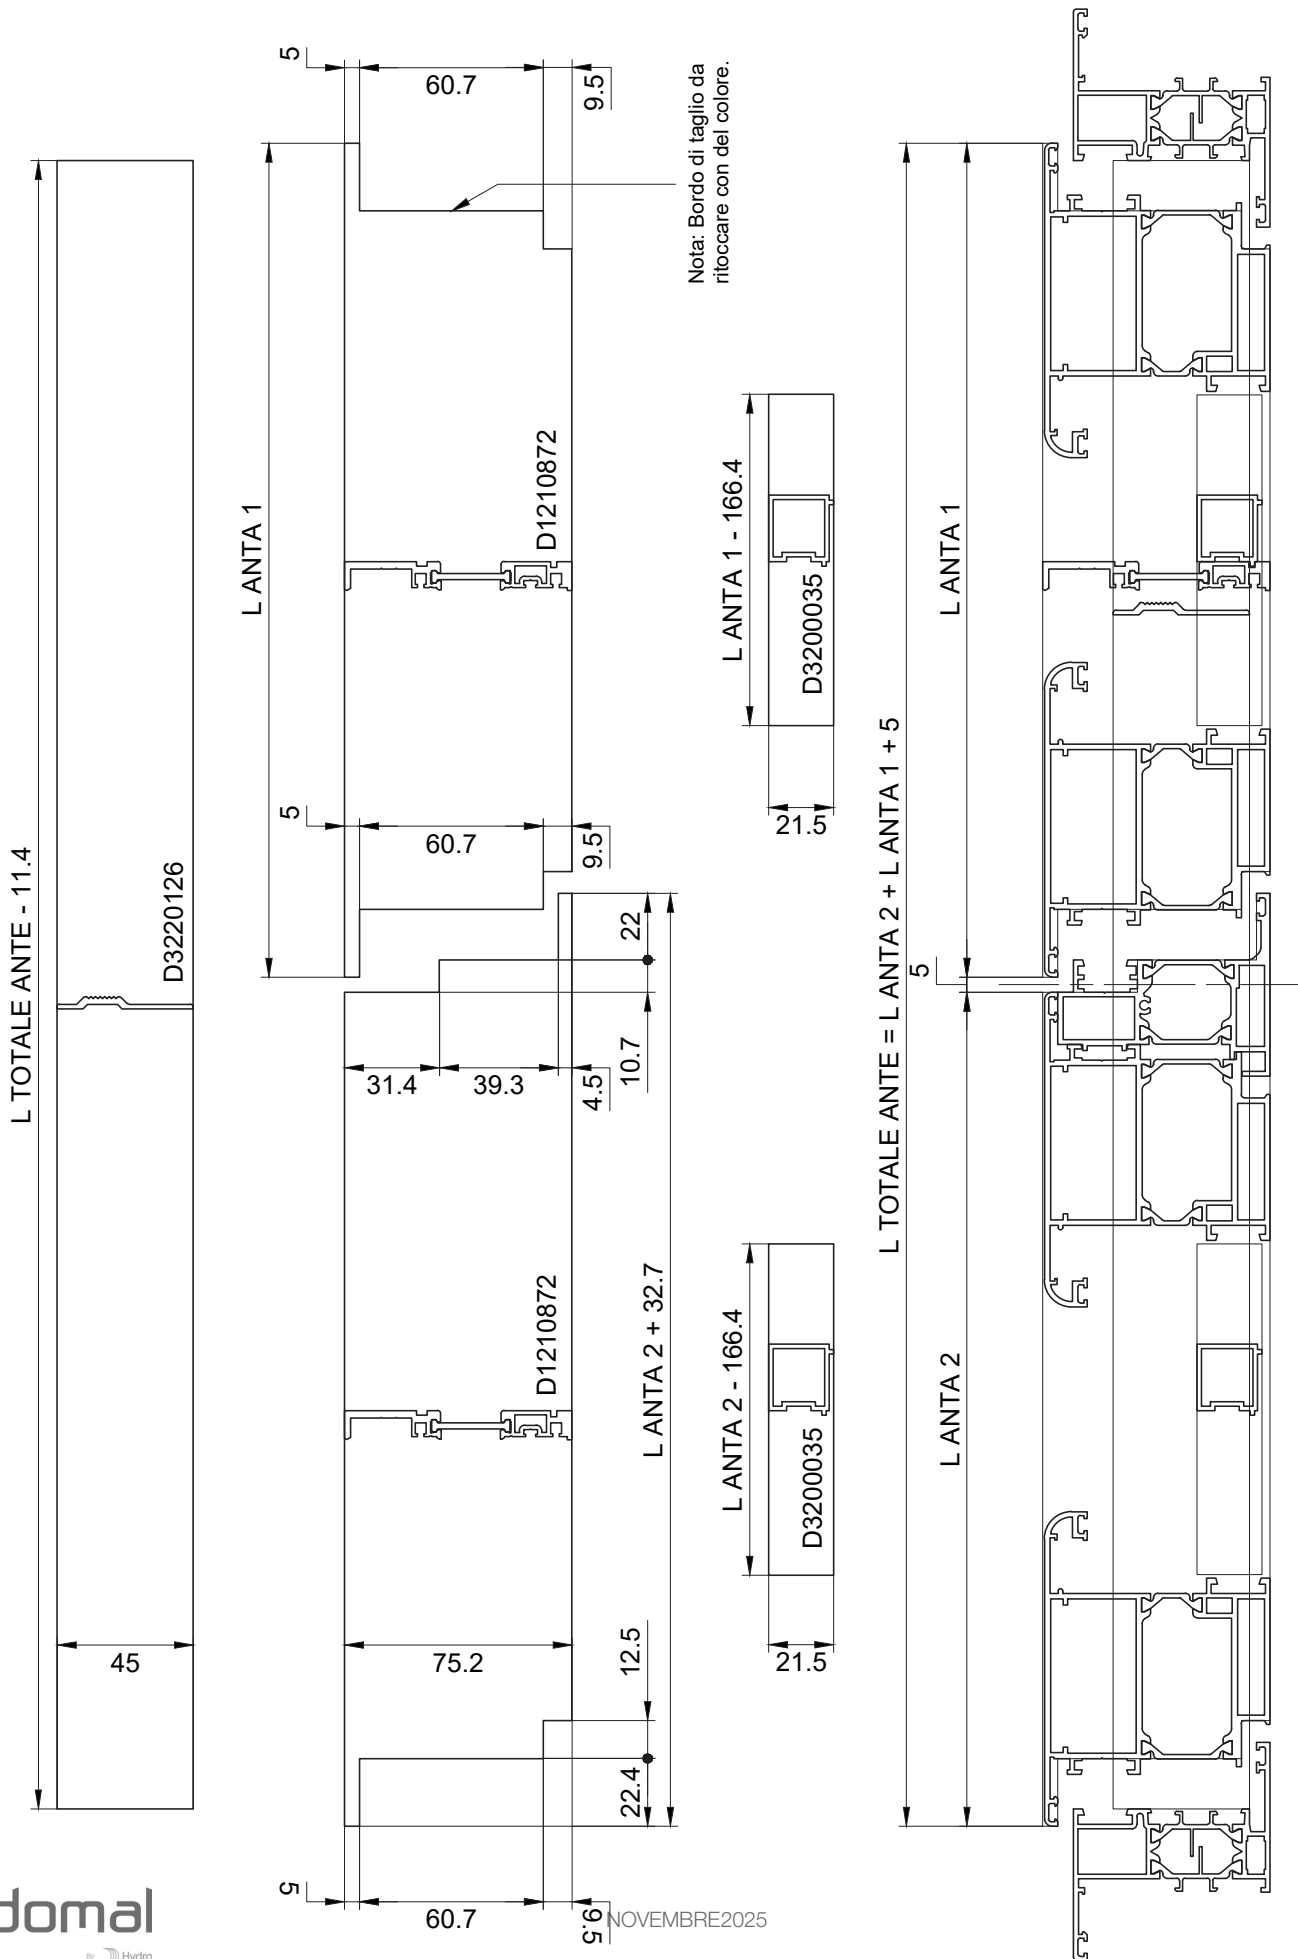 L TOTALE ANTE - 11.4
D3220126
45
5
60.7
9.5
L ANTA 1
D1210872
Nota: Bordo di taglio da
ritoccare con del colore.
5
60.7
9.5
22
10.7
31.4
39.3
4.5
D1210872
L ANTA 2 + 32.7
75.2
12.5
22.4
5
60.7
9.5
L ANTA 1 - 166.4
D3200035
21.5
L ANTA 2 - 166.4
D3200035
21.5
L TOTALE ANTE = L ANTA 2 + L ANTA 1 + 5
L ANTA 1
5
L ANTA 2
domal
By Hydro
NOVEMBRE2025